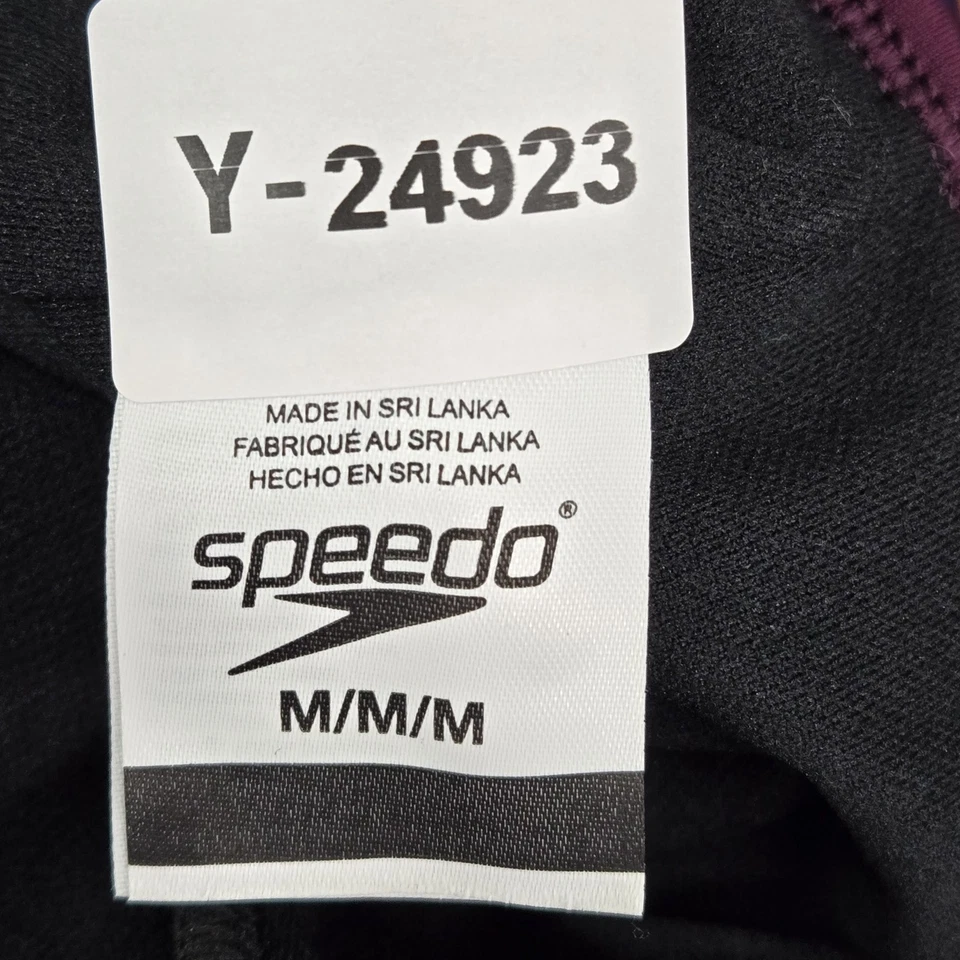 Y-24923
MADE IN SRI LANKA
FABRIQUÉ AU SRI LANKA
HECHO EN SRI LANKA
speedo®
M/M/M